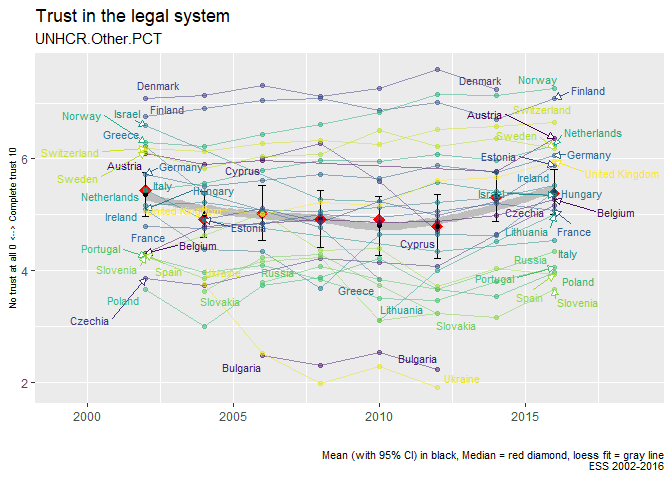 Trust in the legal system
UNHCR.Other.PCT
No trust at all 0 <--> Complete trust 10
6
4
2
2000
2005
2010
2015
Denmark
Denmark
Norway
Finland
Finland
Israel
Norway
Austria
Switzerland
Greece
Netherlands
Sweden
Switzerland
Estonia
Germany
Austria
Germany
Cyprus
United Kingdom
Sweden
Ireland
Italy
Hungary
Israel
Hungary
Netherlands
United Kingdom
Czechia
Belgium
Ireland
Estonia
Lithuania
France
France
Belgium
Cyprus
Portugal
Italy
Slovenia
Spain
Ukraine
Russia
Russia
Portugal
Poland
Poland
Slovakia
Greece
Spain
Slovenia
Czechia
Lithuania
Slovakia
Bulgaria
Bulgaria
Ukraine
Mean (with 95% CI) in black, Median = red diamond, loess fit = gray line
ESS 2002-2016